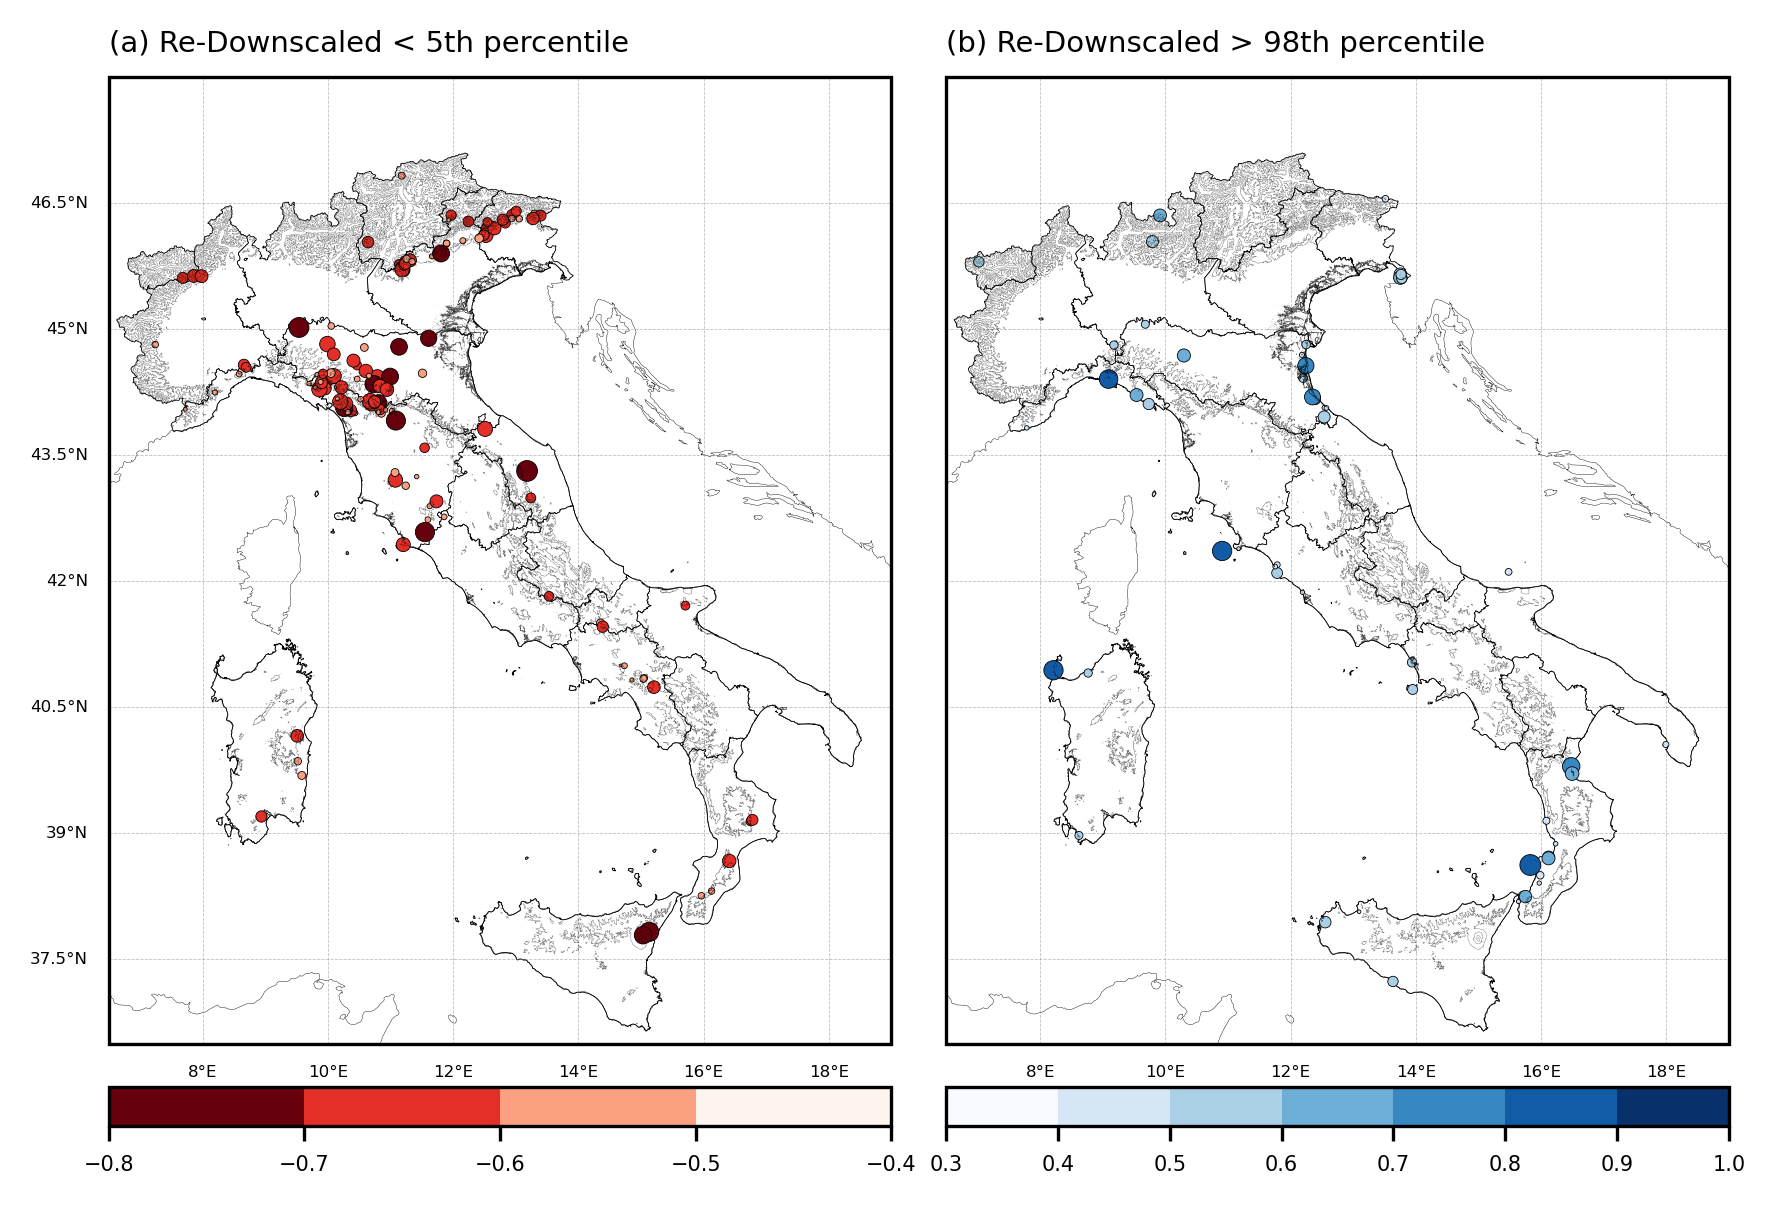 (a) Re-Downscaled < 5th percentile
(b) Re-Downscaled > 98th percentile
46.5°N
45°N
43.5°N
42°N
40.5°N
39°N
37.5°N
8°E 10°E 12°E 14°E 16°E 18°E
8°E 10°E 12°E 14°E 16°E 18°E
−0.8 −0.7 −0.6 −0.5 −0.4
0.3 0.4 0.5 0.6 0.7 0.8 0.9 1.0